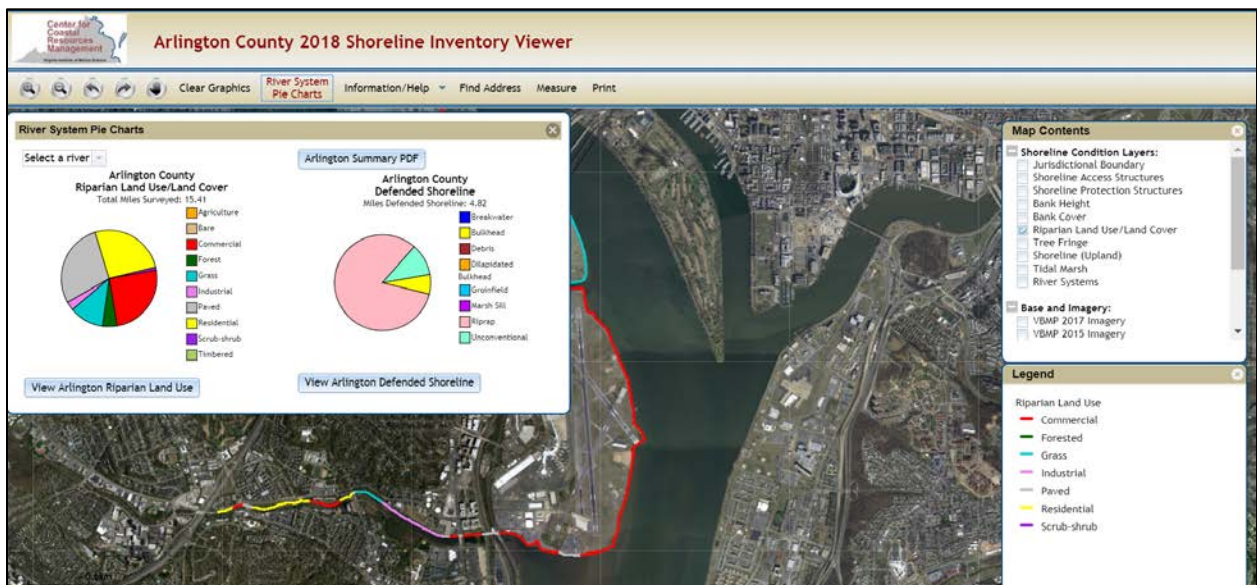 Center for
Coastal
Resources
Management
Arlington County 2018 Shoreline Inventory Viewer
Clear Graphics
River System
Pie Charts
Information/Help
Find Address
Measure
Print
River System Pie Charts
Select a river
Arlington Summary PDF
Arlington County
Riparian Land Use/Land Cover
Total Miles Surveyed: 15.41
Agriculture
Bare
Commercial
Forest
Grass
Industrial
Paved
Residential
Scrub-shrub
Timbered
View Arlington Riparian Land Use
Arlington County
Defended Shoreline
Miles Defended Shoreline: 4.82
Breakwater
Bulkhead
Debris
Dilapidated
Bulkhead
Groinfield
Marsh Sill
Riprap
Unconventional
View Arlington Defended Shoreline
Map Contents
Shoreline Condition Layers:
Jurisdictional Boundary
Shoreline Access Structures
Shoreline Protection Structures
Bank Height
Bank Cover
Riparian Land Use/Land Cover
Tree Fringe
Shoreline (Upland)
Tidal Marsh
River Systems
Base and Imagery:
VBMP 2017 Imagery
VBMP 2015 Imagery
Legend
Riparian Land Use
Commercial
Forested
Grass
Industrial
Paved
Residential
Scrub-shrub